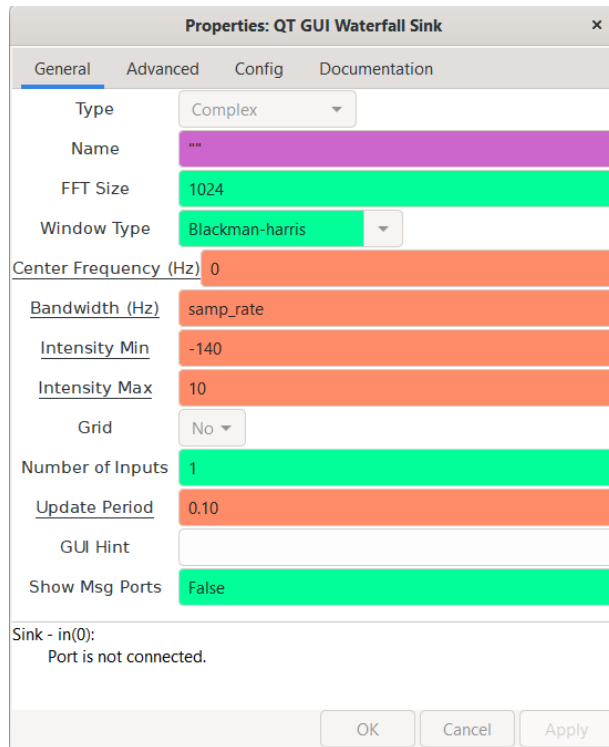 Properties: QT GUI Waterfall Sink ×
General Advanced Config Documentation
Type Complex
Name ""
FFT Size 1024
Window Type Blackman-harris
Center Frequency (Hz) 0
Bandwidth (Hz) samp_rate
Intensity Min -140
Intensity Max 10
Grid No
Number of Inputs 1
Update Period 0.10
GUI Hint
Show Msg Ports False
Sink - in(0):
Port is not connected.
OK Cancel Apply